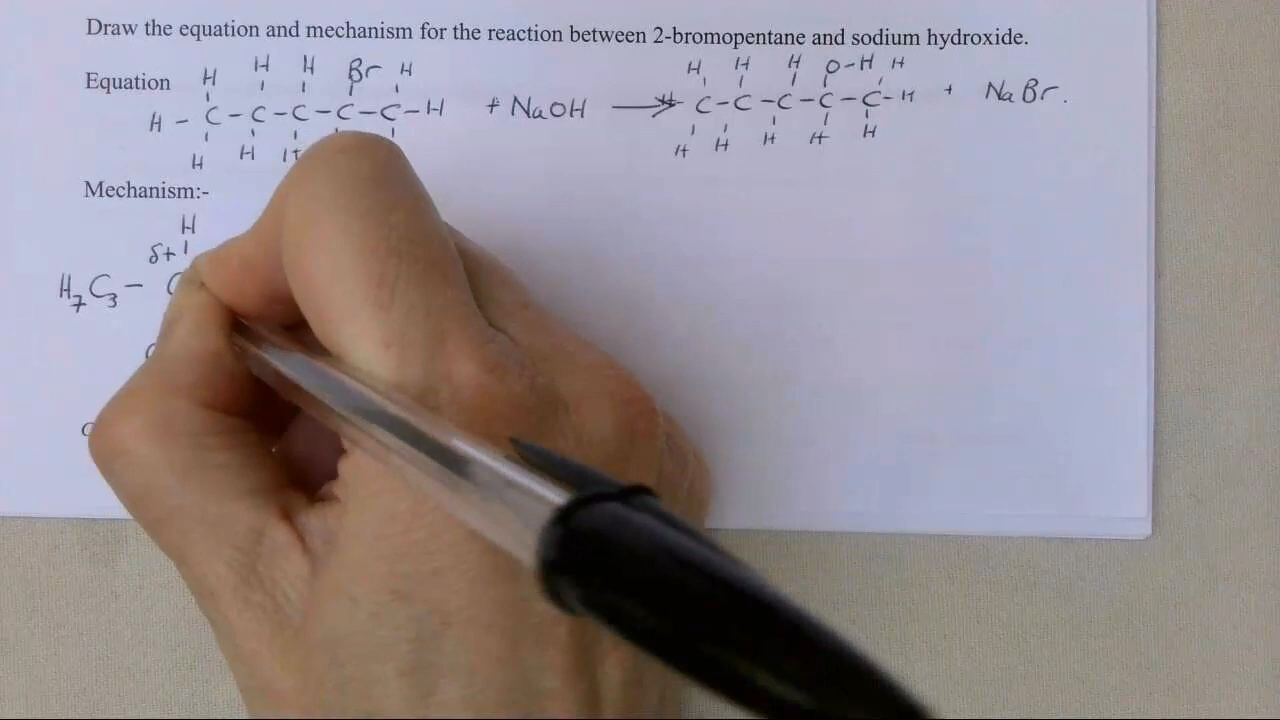 Draw the equation and mechanism for the reaction between 2-bromopentane and sodium hydroxide.
H H H Br H H H H O-H H
Equation
H - C - C - C - C - C - H + NaOH → H C - C - C - C - C - H + NaBr.
H H H H H H H H
Mechanism:-
H
δ+
H₇C₃ - C